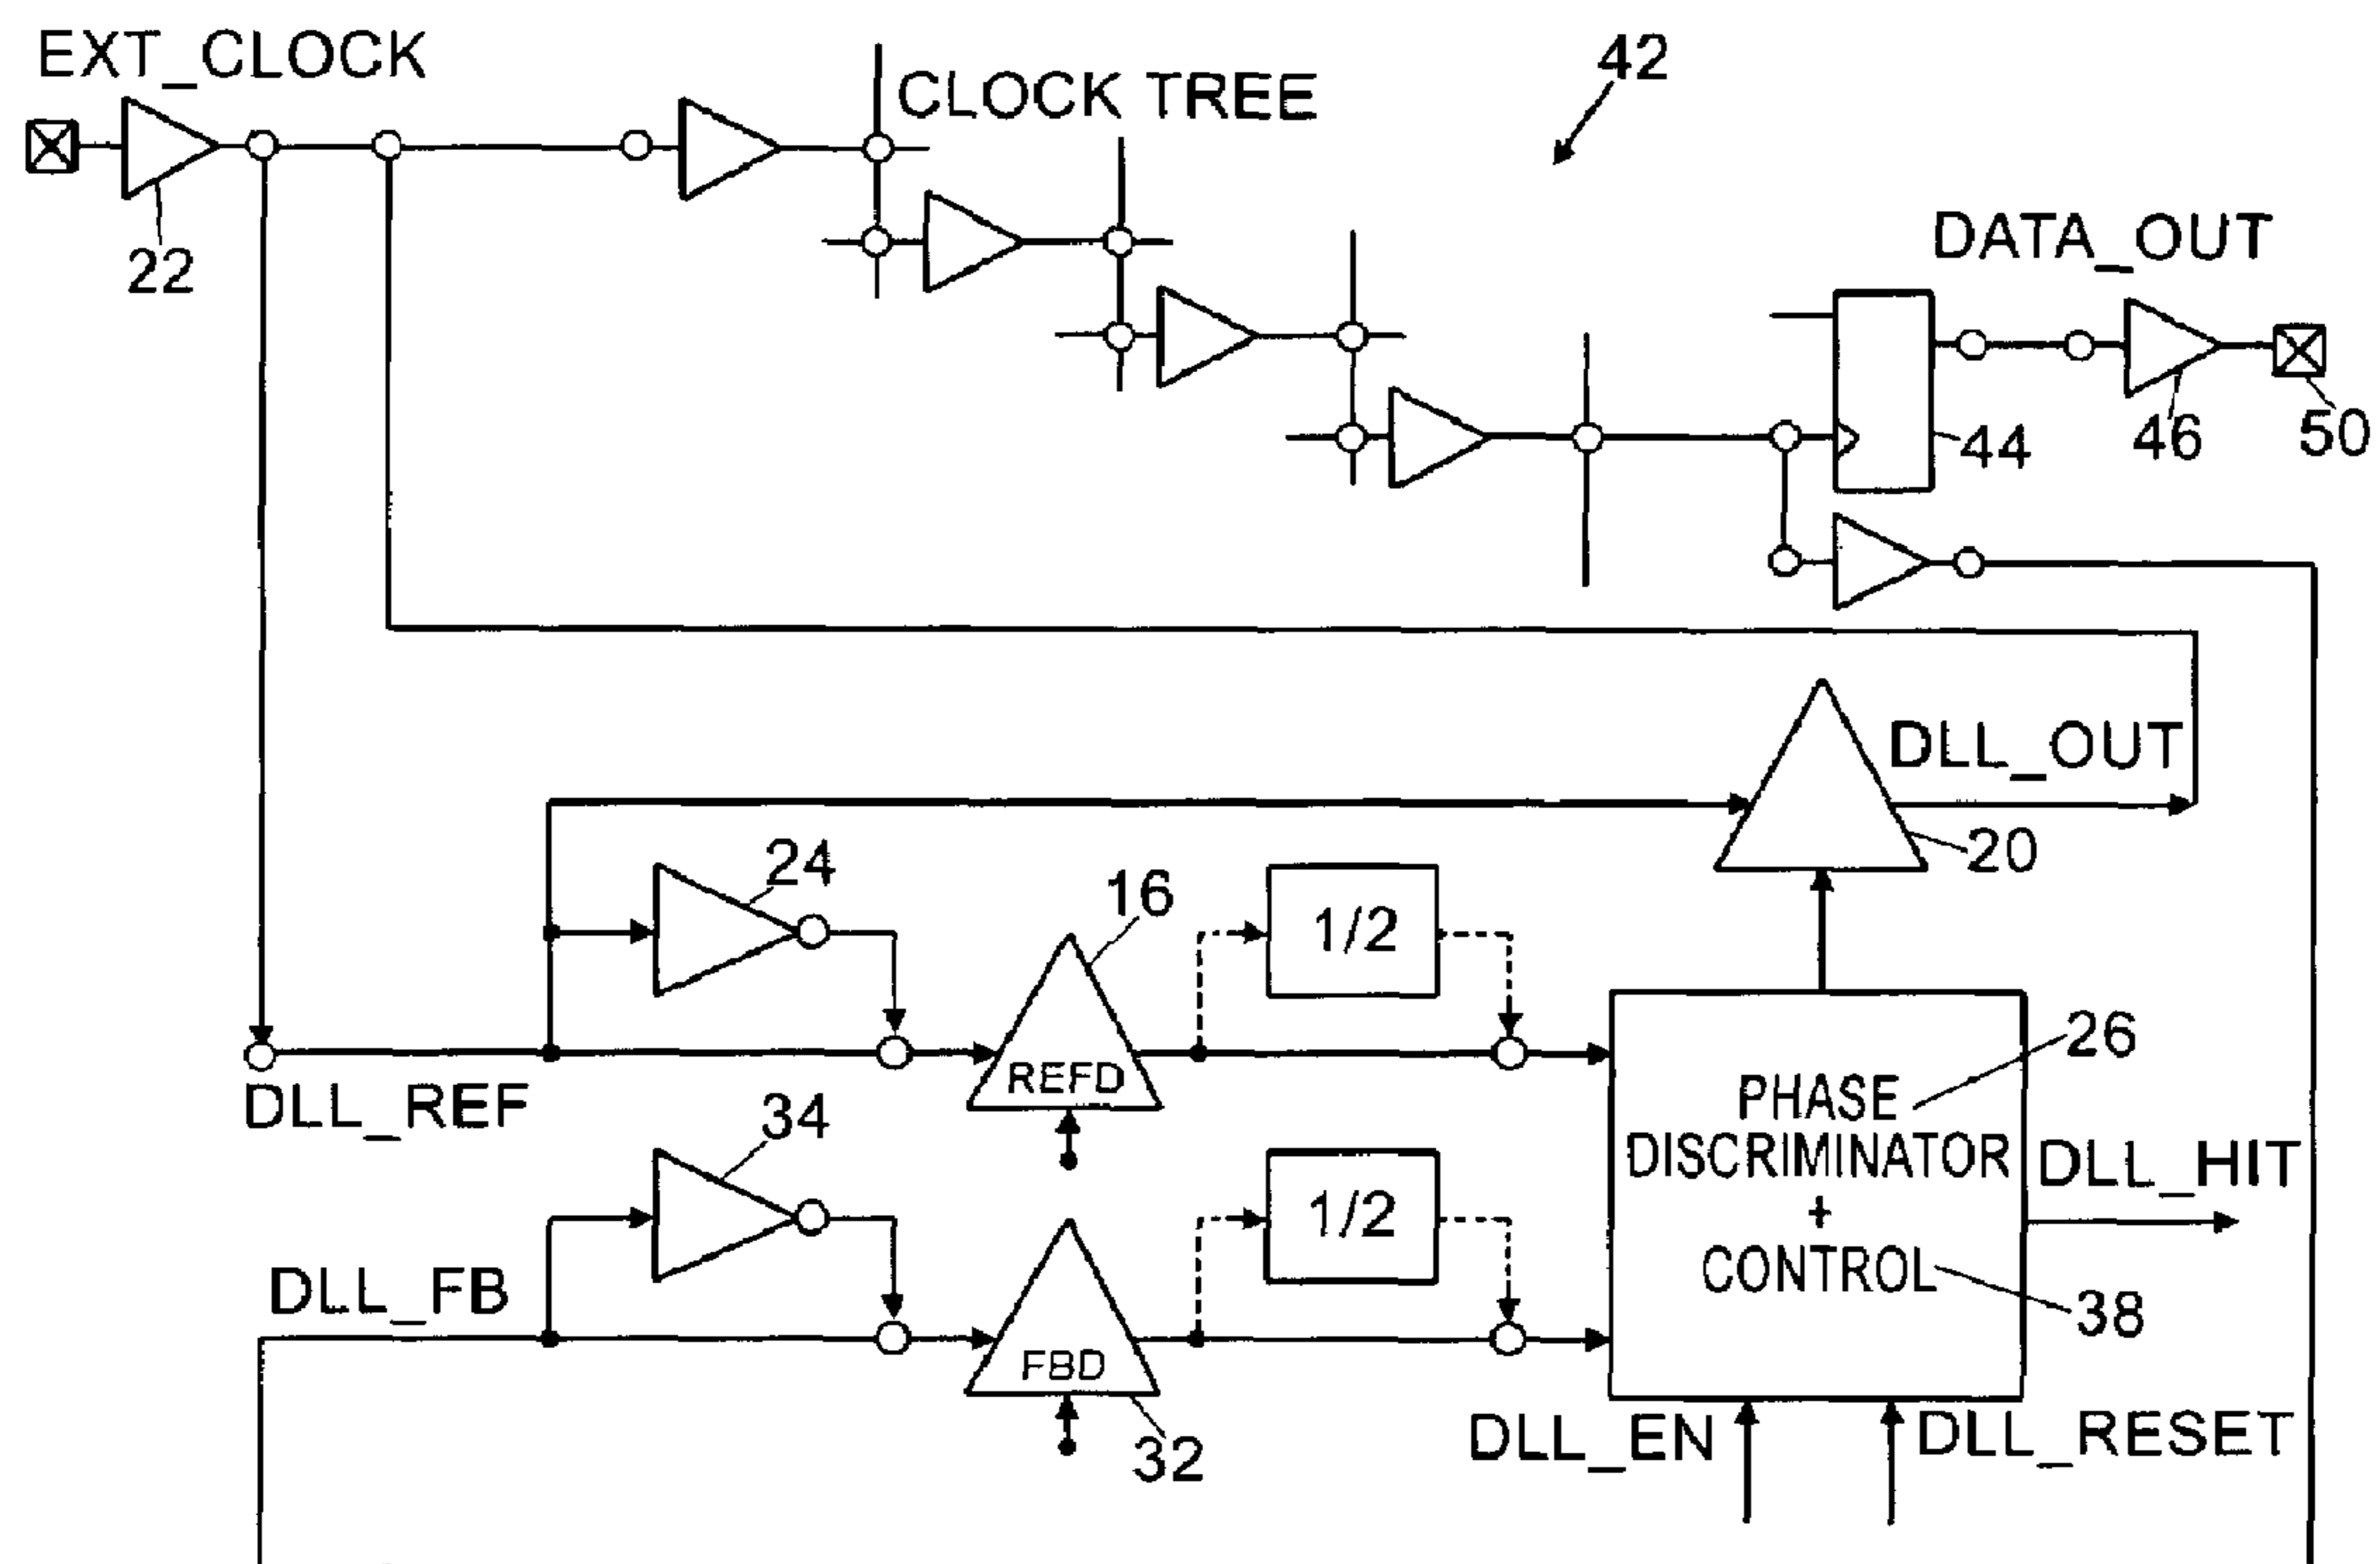 EXT_CLOCK
CLOCK TREE
42
22
DATA_OUT
44
46
50
DLL_OUT
20
24
16
1/2
REFD
DLL_REF
26
PHASE
DISCRIMINATOR
+
CONTROL
38
DLL_HIT
34
1/2
DLL_FB
FBD
32
DLL_EN
DLL_RESET